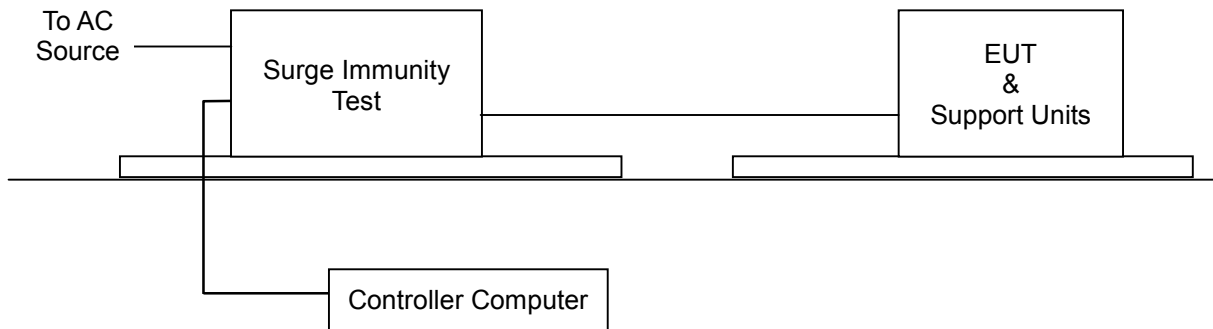 To AC
Source
Surge Immunity
Test
EUT
&
Support Units
Controller Computer